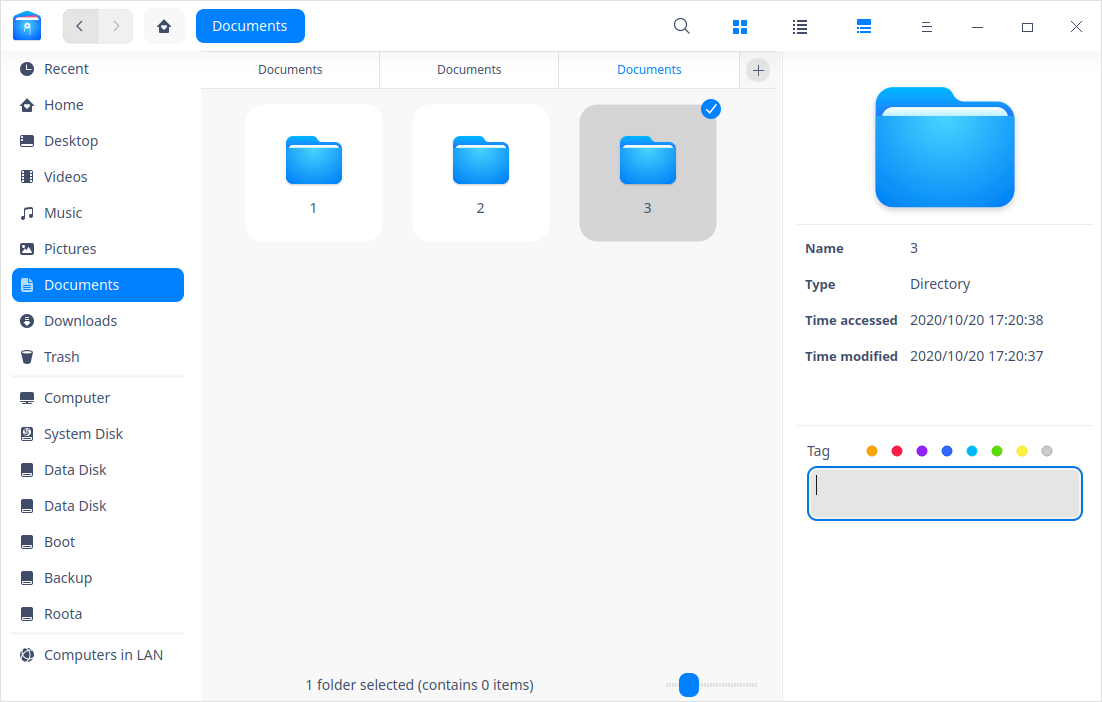 Documents
Recent
Home
Desktop
Videos
Music
Pictures
Documents
Downloads
Trash
Computer
System Disk
Data Disk
Data Disk
Boot
Backup
Roota
Computers in LAN
Documents Documents Documents
1 2 3
1 folder selected (contains 0 items)
Name 3
Type Directory
Time accessed 2020/10/20 17:20:38
Time modified 2020/10/20 17:20:37
Tag